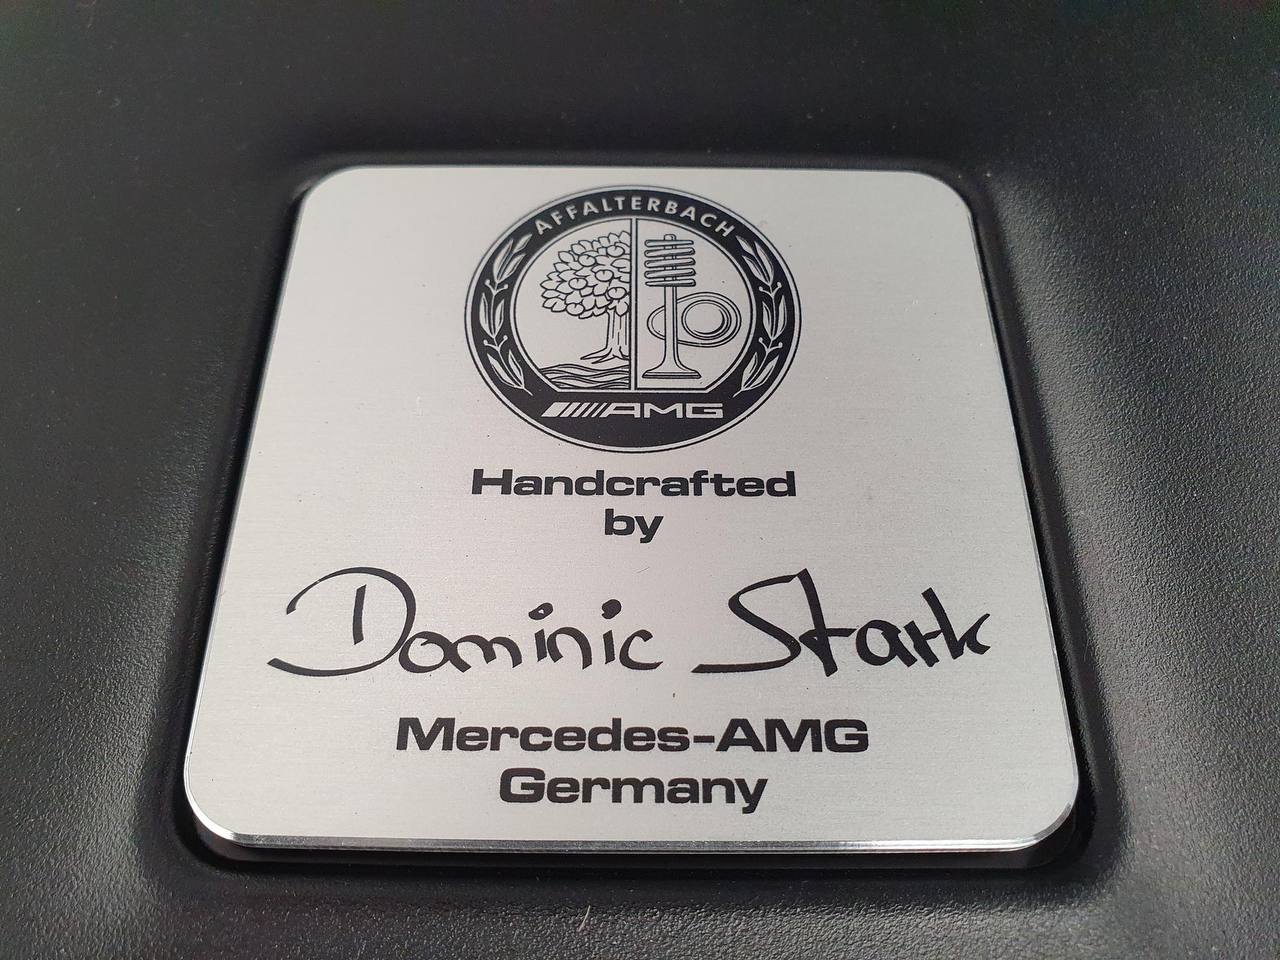 AFFALTERBACH
AMG
Handcrafted
by
Dominic Stark
Mercedes-AMG
Germany